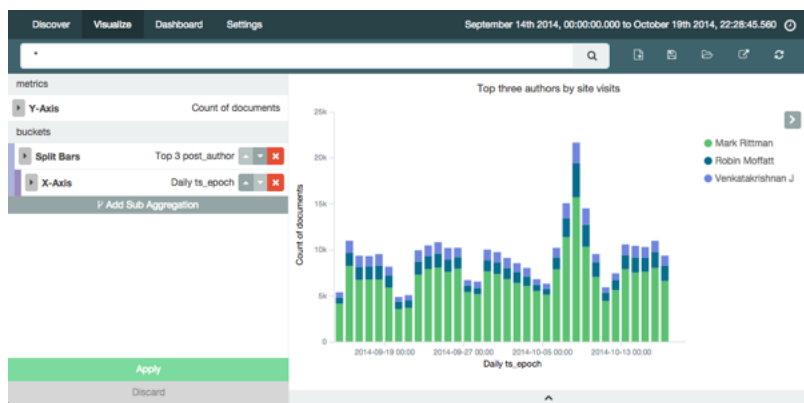 Discover Visualize Dashboard Settings September 14th 2014, 00:00:00.000 to October 19th 2014, 22:28:45.560
*
metrics
Y-Axis Count of documents
buckets
Split Bars Top 3 post_author
X-Axis Daily ts_epoch
Add Sub Aggregation
Apply
Discard
Top three authors by site visits
Count of documents
25k
20k
15k
10k
5k
0
2014-09-19 00:00 2014-09-27 00:00 2014-10-05 00:00 2014-10-13 00:00
Daily ts_epoch
Mark Rittman
Robin Moffatt
Venkatakrishnan J